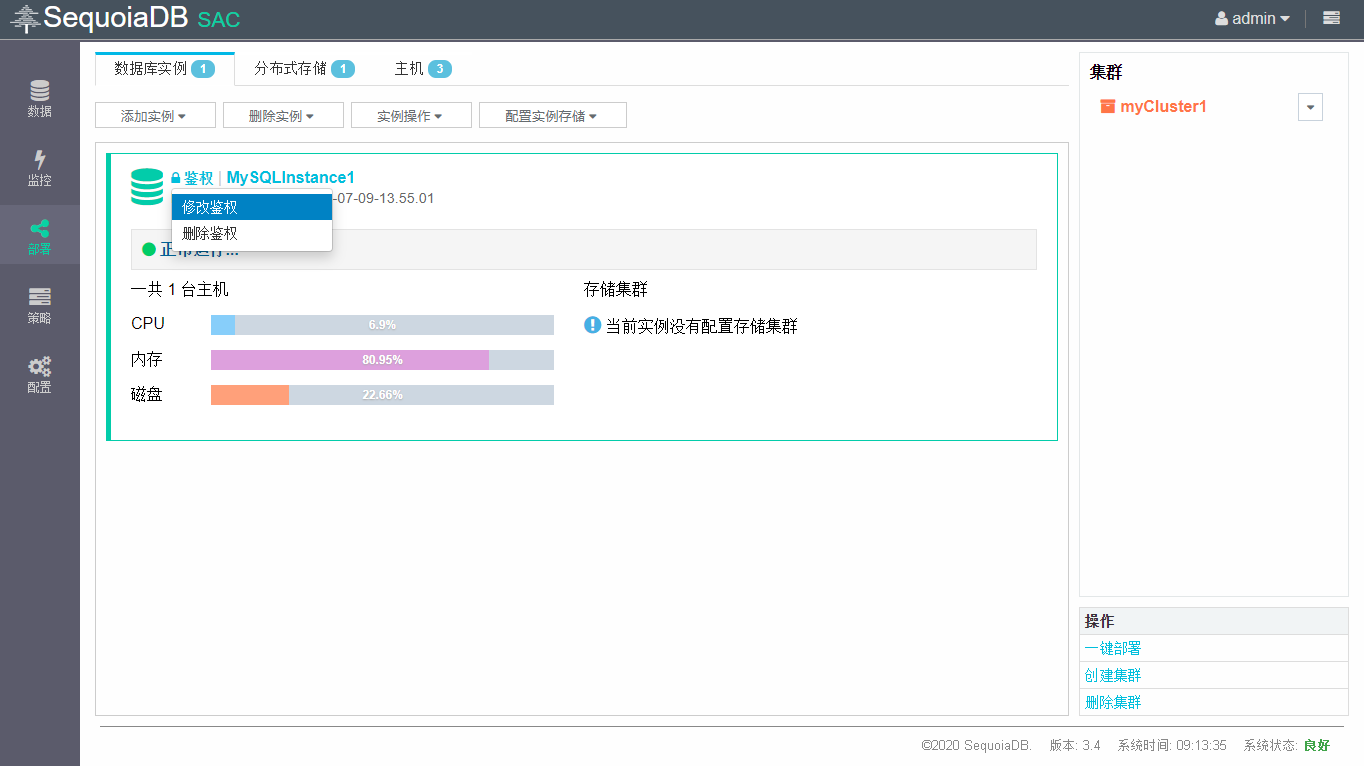 SequoiaDB SAC
admin
数据
监控
部署
策略
配置
数据库实例 1
分布式存储 1
主机 3
添加实例
删除实例
实例操作
配置实例存储
鉴权 | MySQLInstance1
-07-09-13.55.01
修改鉴权
删除鉴权
正常运行...
一共 1 台主机
CPU 6.9%
内存 80.95%
磁盘 22.66%
存储集群
当前实例没有配置存储集群
集群
myCluster1
操作
一键部署
创建集群
删除集群
©2020 SequoiaDB. 版本: 3.4 系统时间: 09:13:35 系统状态: 良好